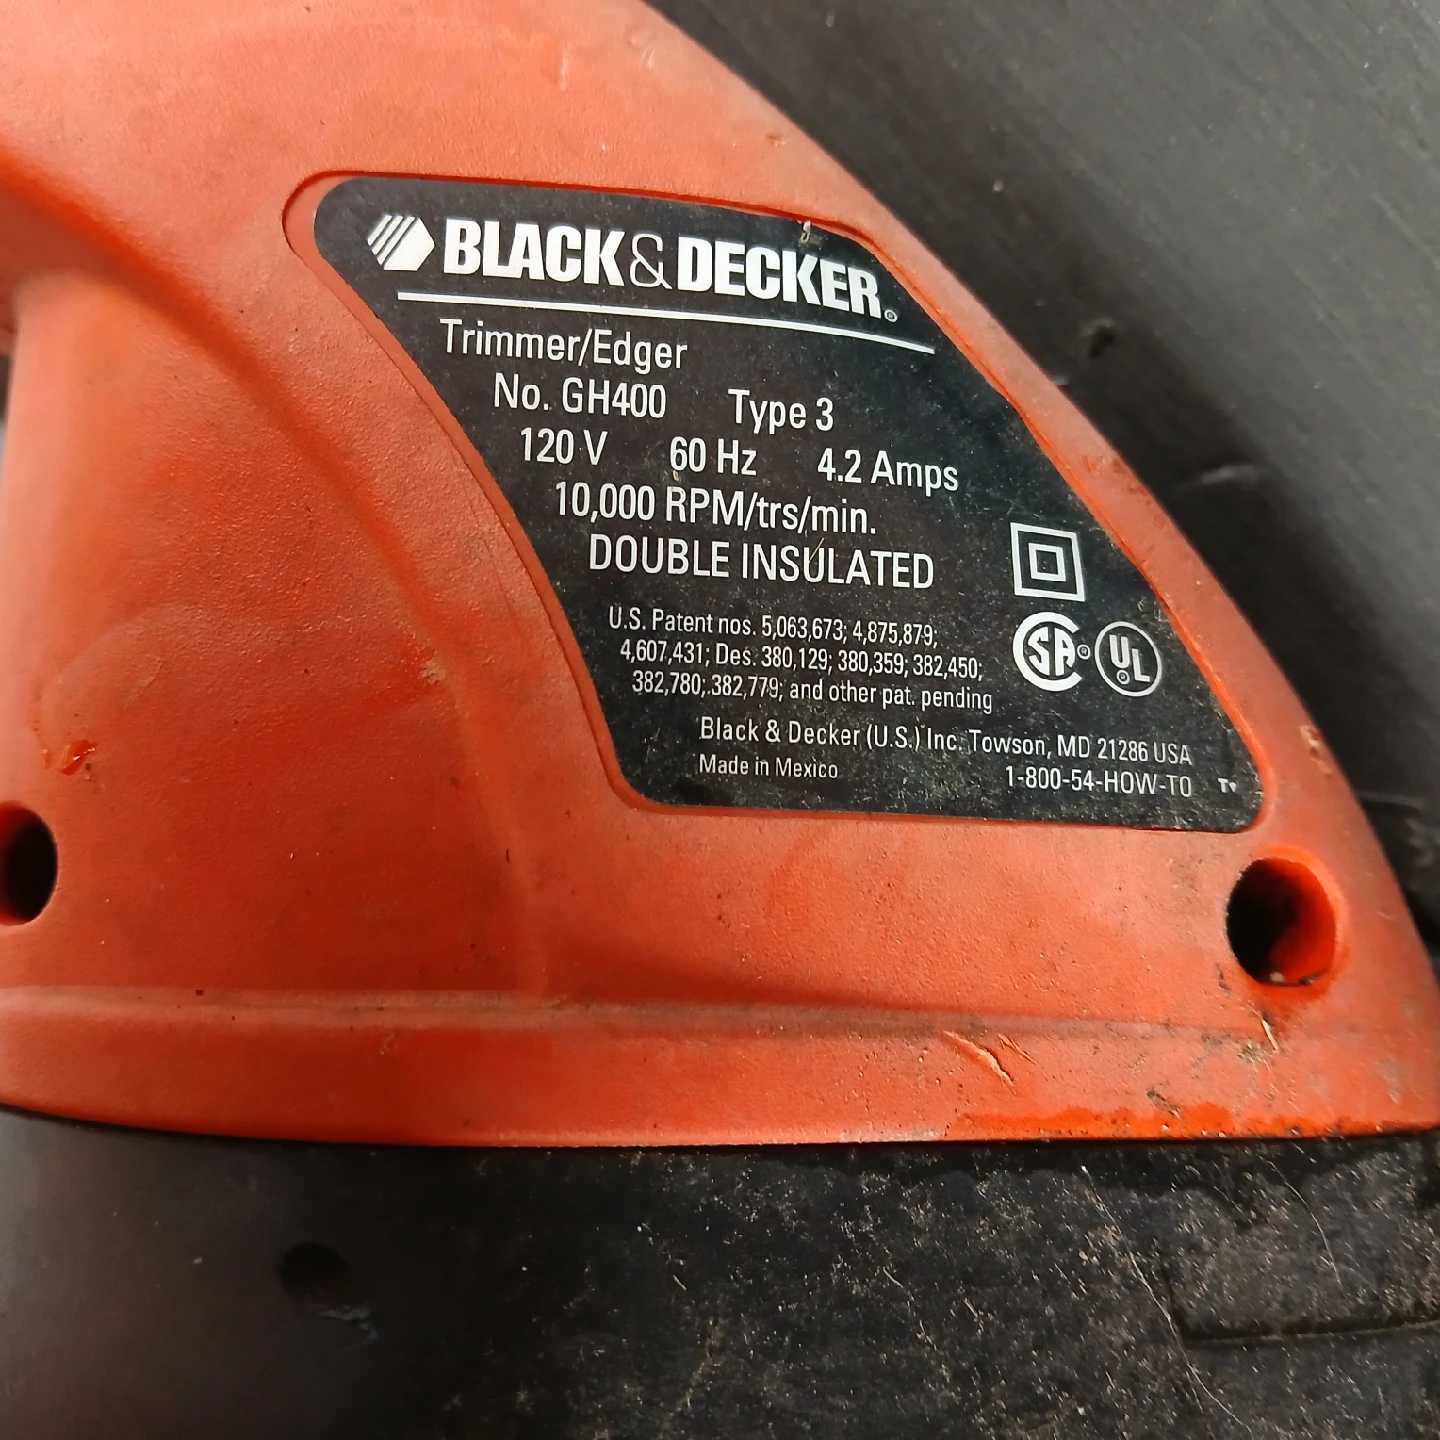 BLACK & DECKER®
Trimmer/Edger
No. GH400 Type 3
120 V 60 Hz 4.2 Amps
10,000 RPM/trs/min.
DOUBLE INSULATED
U.S. Patent nos. 5,063,673; 4,875,879;
4,607,431; Des. 380,129; 380,359; 382,450;
382,780; 382,779; and other pat. pending
SA® UL®
Black & Decker (U.S.) Inc. Towson, MD 21286 USA
Made in Mexico 1-800-54-HOW-TO